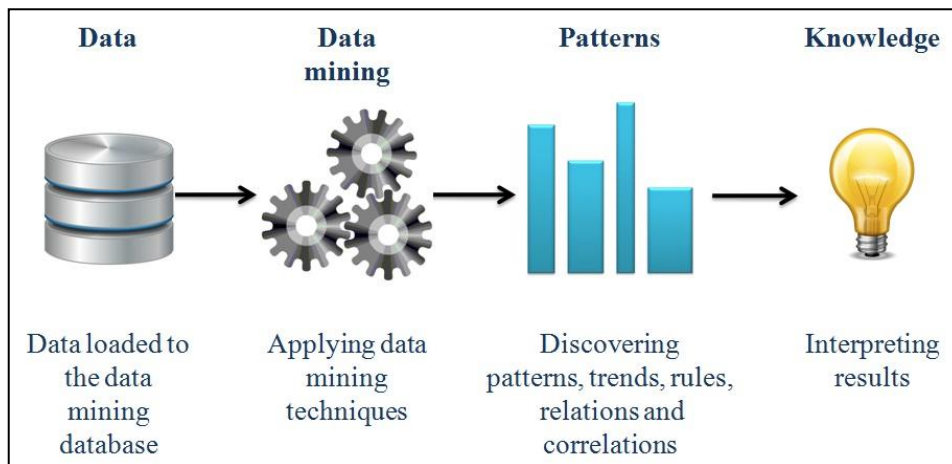 Data
Data
mining
Patterns
Knowledge
Data loaded to
the data
mining
database
Applying data
mining
techniques
Discovering
patterns, trends, rules,
relations and
correlations
Interpreting
results